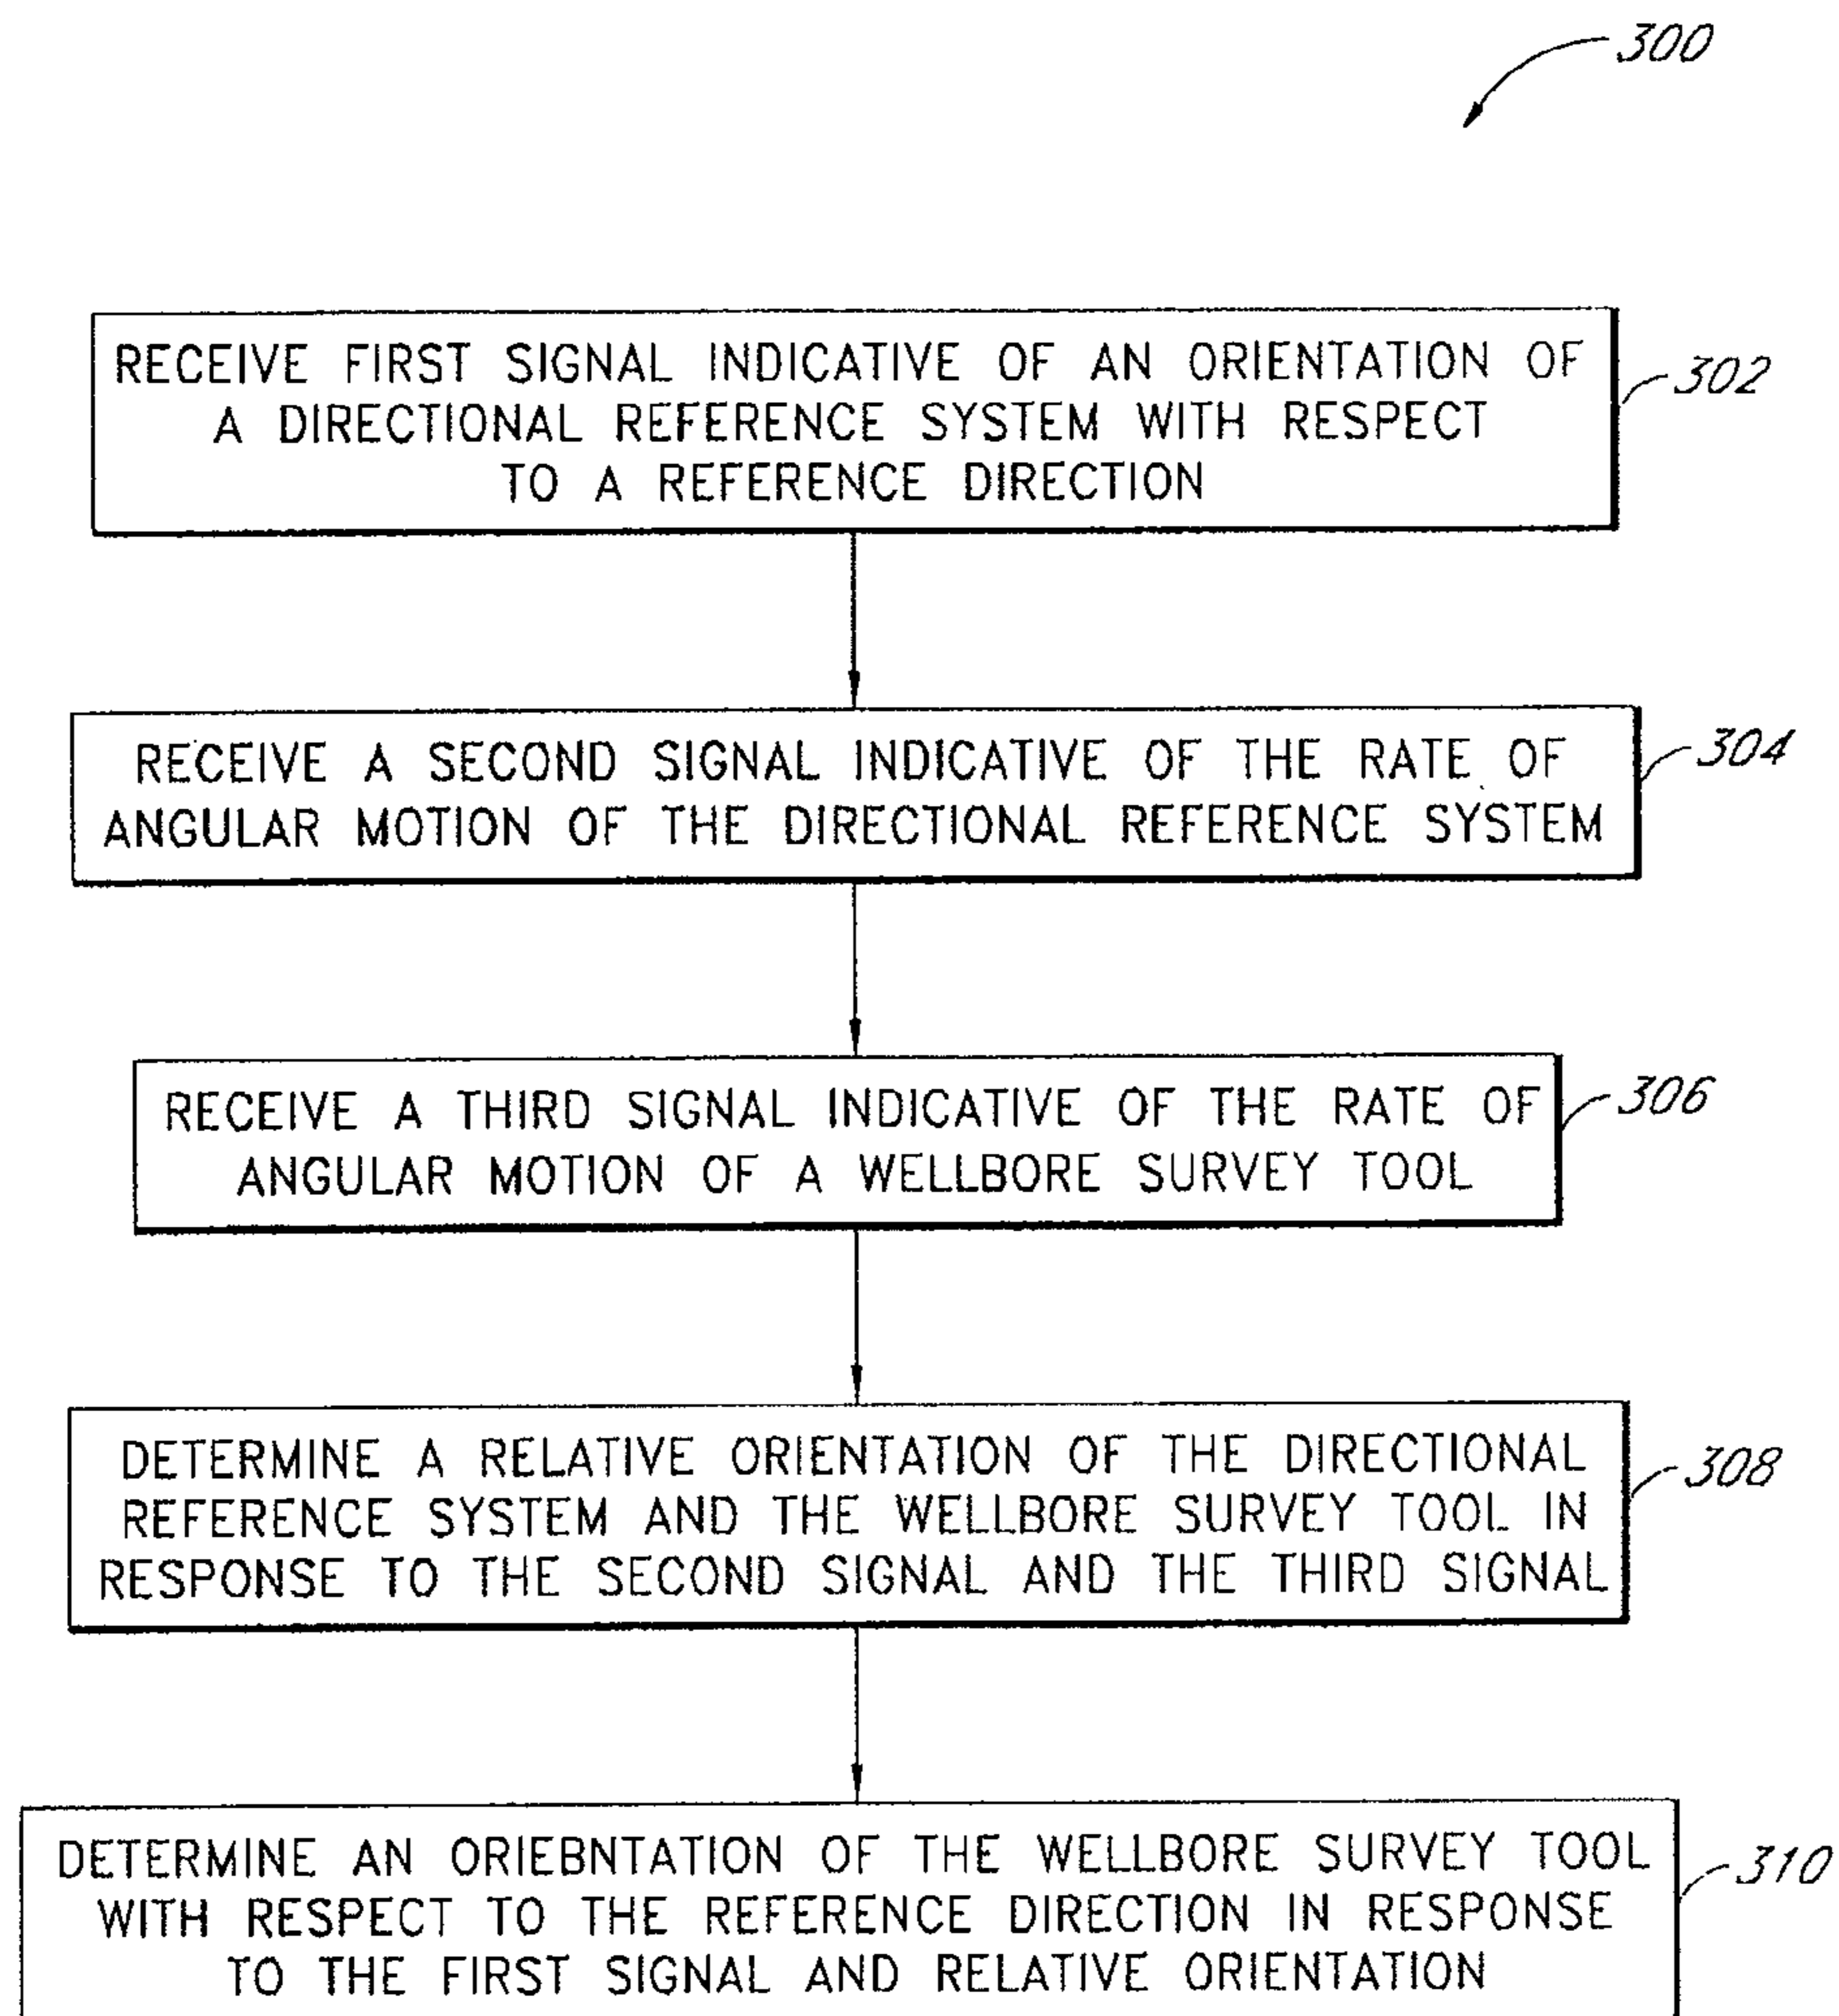 300
RECEIVE FIRST SIGNAL INDICATIVE OF AN ORIENTATION OF
A DIRECTIONAL REFERENCE SYSTEM WITH RESPECT
TO A REFERENCE DIRECTION
302
RECEIVE A SECOND SIGNAL INDICATIVE OF THE RATE OF
ANGULAR MOTION OF THE DIRECTIONAL REFERENCE SYSTEM
304
RECEIVE A THIRD SIGNAL INDICATIVE OF THE RATE OF
ANGULAR MOTION OF A WELLBORE SURVEY TOOL
306
DETERMINE A RELATIVE ORIENTATION OF THE DIRECTIONAL
REFERENCE SYSTEM AND THE WELLBORE SURVEY TOOL IN
RESPONSE TO THE SECOND SIGNAL AND THE THIRD SIGNAL
308
DETERMINE AN ORIEBNTATION OF THE WELLBORE SURVEY TOOL
WITH RESPECT TO THE REFERENCE DIRECTION IN RESPONSE
TO THE FIRST SIGNAL AND RELATIVE ORIENTATION
310